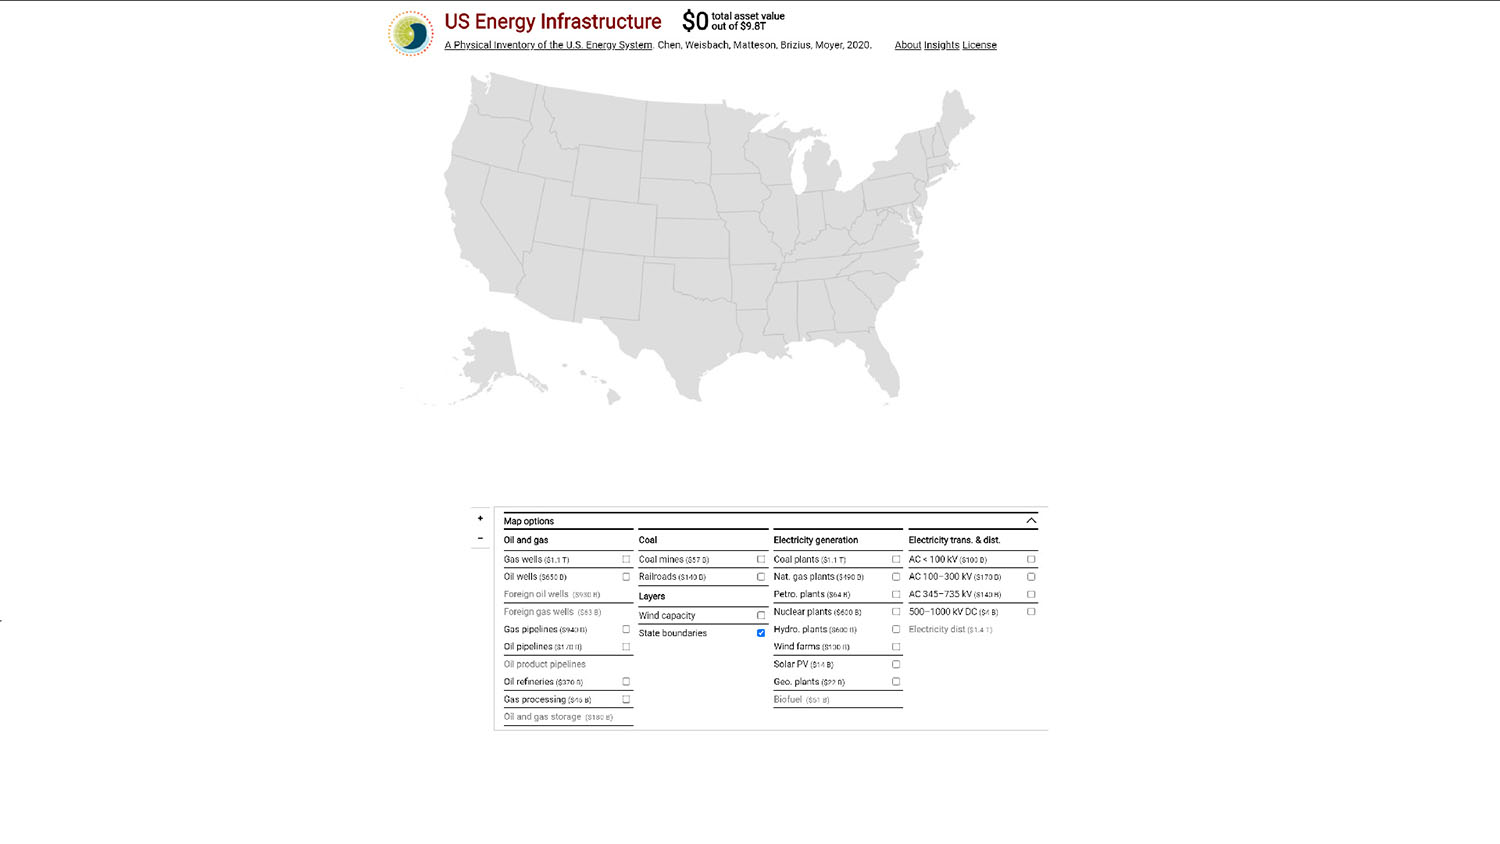 US Energy Infrastructure
$0 total asset value
out of $9.8T
A Physical Inventory of the U.S. Energy System. Chen, Weisbach, Matteson, Brizius, Moyer, 2020.
About Insights License
+
−
Map options
Oil and gas
Gas wells ($1.1 T)
Oil wells ($650 B)
Foreign oil wells ($930 B)
Foreign gas wells ($63 B)
Gas pipelines ($940 B)
Oil pipelines ($170 B)
Oil product pipelines
Oil refineries ($370 B)
Gas processing ($45 B)
Oil and gas storage ($180 B)
Coal
Coal mines ($57 B)
Railroads ($140 B)
Layers
Wind capacity
State boundaries
Electricity generation
Coal plants ($1.1 T)
Nat. gas plants ($490 B)
Petro. plants ($64 B)
Nuclear plants ($600 B)
Hydro. plants ($600 B)
Wind farms ($130 B)
Solar PV ($14 B)
Geo. plants ($22 B)
Biofuel ($51 B)
Electricity trans. & dist.
AC < 100 kV ($100 B)
AC 100–300 kV ($170 B)
AC 345–735 kV ($140 B)
500–1000 kV DC ($4 B)
Electricity dist ($1.4 T)